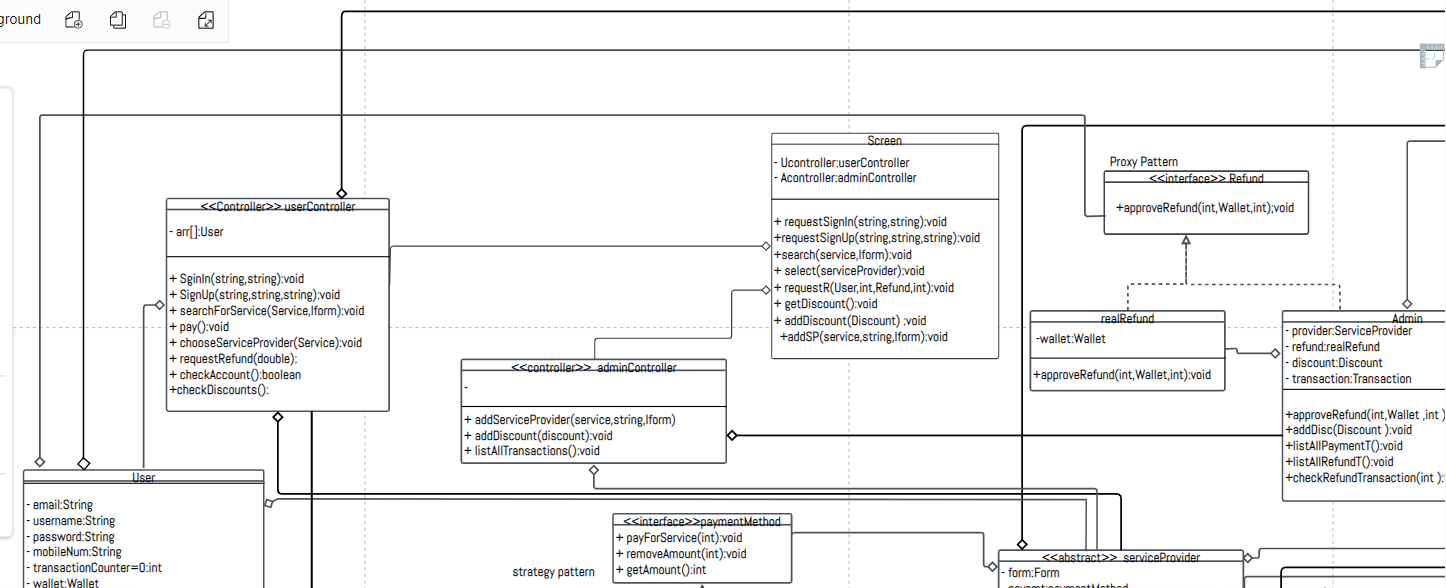 ground
Screen
- Ucontroller:userController
- Acontroller:adminController
+ requestSignIn(string,string):void
+requestSignUp(string,string,string):void
+search(service,Iform):void
+ select(serviceProvider):void
+ requestR(User,int,Refund,int):void
+ getDiscount():void
+ addDiscount(Discount) :void
+addSP(service,string,Iform):void
Proxy Pattern
<<interface>> Refund
+approveRefund(int,Wallet,int);void
<<Controller>> userController
- arr[]:User
+ SginIn(string,string):void
+ SignUp(string,string,string):void
+ searchForService(Service,Iform):void
+ pay():void
+ chooseServiceProvider(Service):void
+ requestRefund(double):
+ checkAccount():boolean
+checkDiscounts():
realRefund
-wallet:Wallet
+approveRefund(int,Wallet,int):void
Admin
- provider:ServiceProvider
- refund:realRefund
- discount:Discount
- transaction:Transaction
+approveRefund(int,Wallet ,int )
+addDisc(Discount ):void
+listAllPaymentT():void
+listAllRefundT():void
+checkRefundTransaction(int ):
<<controller>> adminController
-
+ addServiceProvider(service,string,Iform)
+ addDiscount(discount):void
+ listAllTransactions():void
User
- email:String
- username:String
- password:String
- mobileNum:String
- transactionCounter=0:int
- wallet:Wallet
<<interface>>paymentMethod
+ payForService(int):void
+ removeAmount(int):void
+ getAmount():int
strategy pattern
<<abstract>> serviceProvider
- form:Form
- paymt:paymentMethod